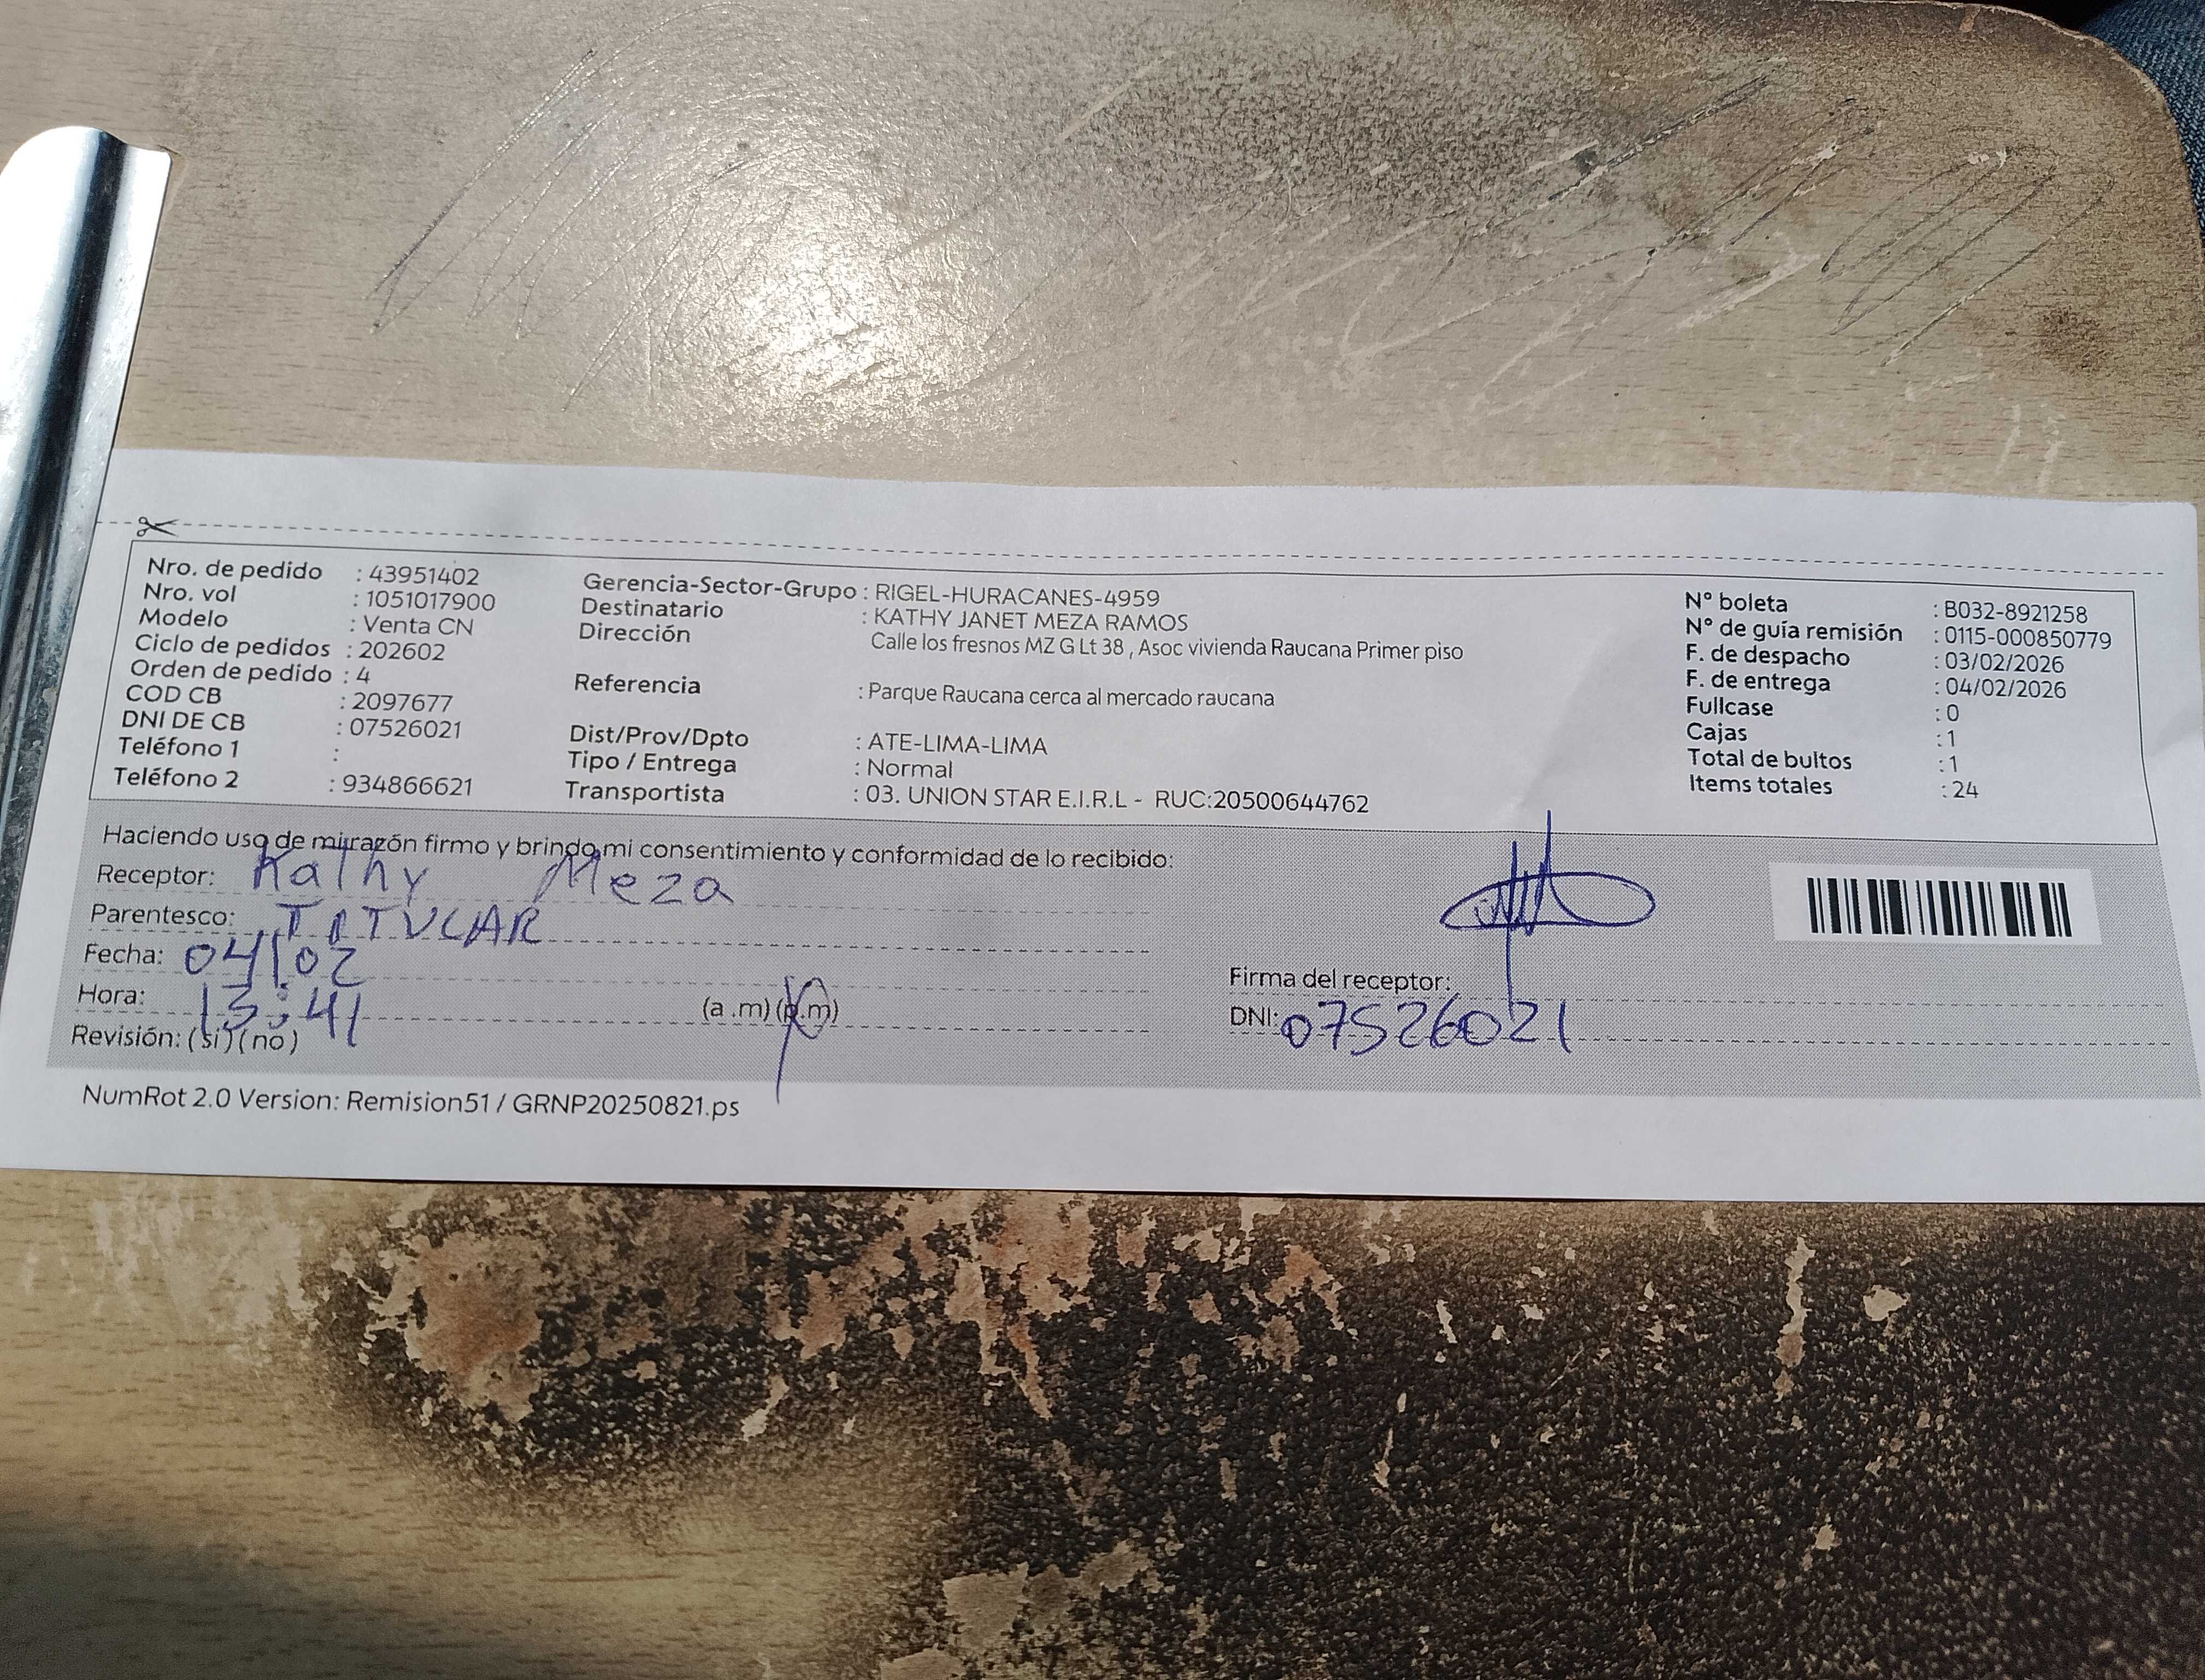 Nro. de pedido : 43951402
Nro. vol : 1051017900
Modelo : Venta CN
Ciclo de pedidos : 202602
Orden de pedido : 4
COD CB : 2097677
DNI DE CB : 07526021
Teléfono 1 :
Teléfono 2 : 934866621
Gerencia-Sector-Grupo : RIGEL-HURACANES-4959
Destinatario : KATHY JANET MEZA RAMOS
Dirección Calle los fresnos MZ G Lt 38 , Asoc vivienda Raucana Primer piso
Referencia : Parque Raucana cerca al mercado raucana
Dist/Prov/Dpto : ATE-LIMA-LIMA
Tipo / Entrega : Normal
Transportista : 03. UNION STAR E.I.R.L - RUC:20500644762
N° boleta : B032-8921258
N° de guía remisión : 0115-000850779
F. de despacho : 03/02/2026
F. de entrega : 04/02/2026
Fullcase : 0
Cajas : 1
Total de bultos : 1
Items totales : 24
Haciendo uso de mi razón firmo y brindo mi consentimiento y conformidad de lo recibido:
Receptor: Kathy Meza
Parentesco: TITULAR
Fecha: 04/02
Hora: 13:41 (a .m) (p.m)
Revisión: (si) (no)
Firma del receptor:
DNI: 07526021
NumRot 2.0 Version: Remision51 / GRNP20250821.ps